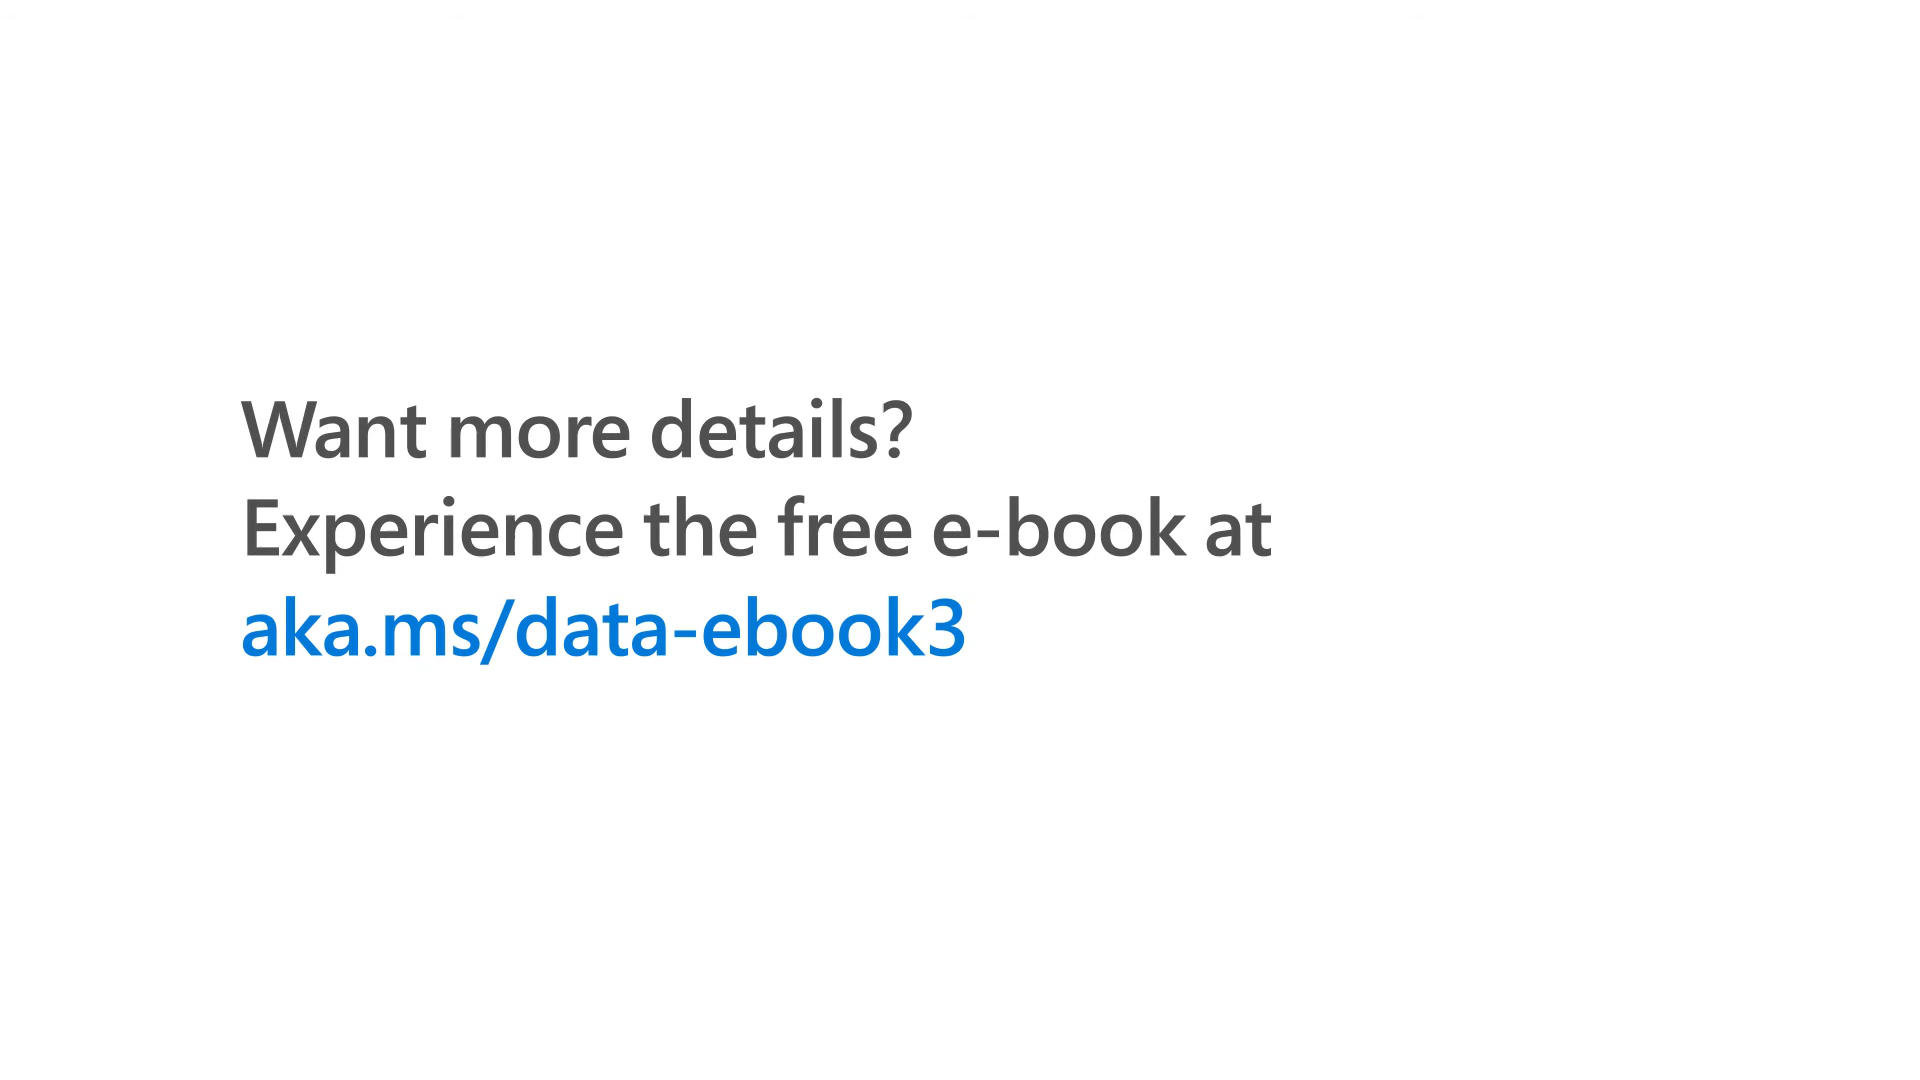 Want more details?
Experience the free e-book at
aka.ms/data-ebook3